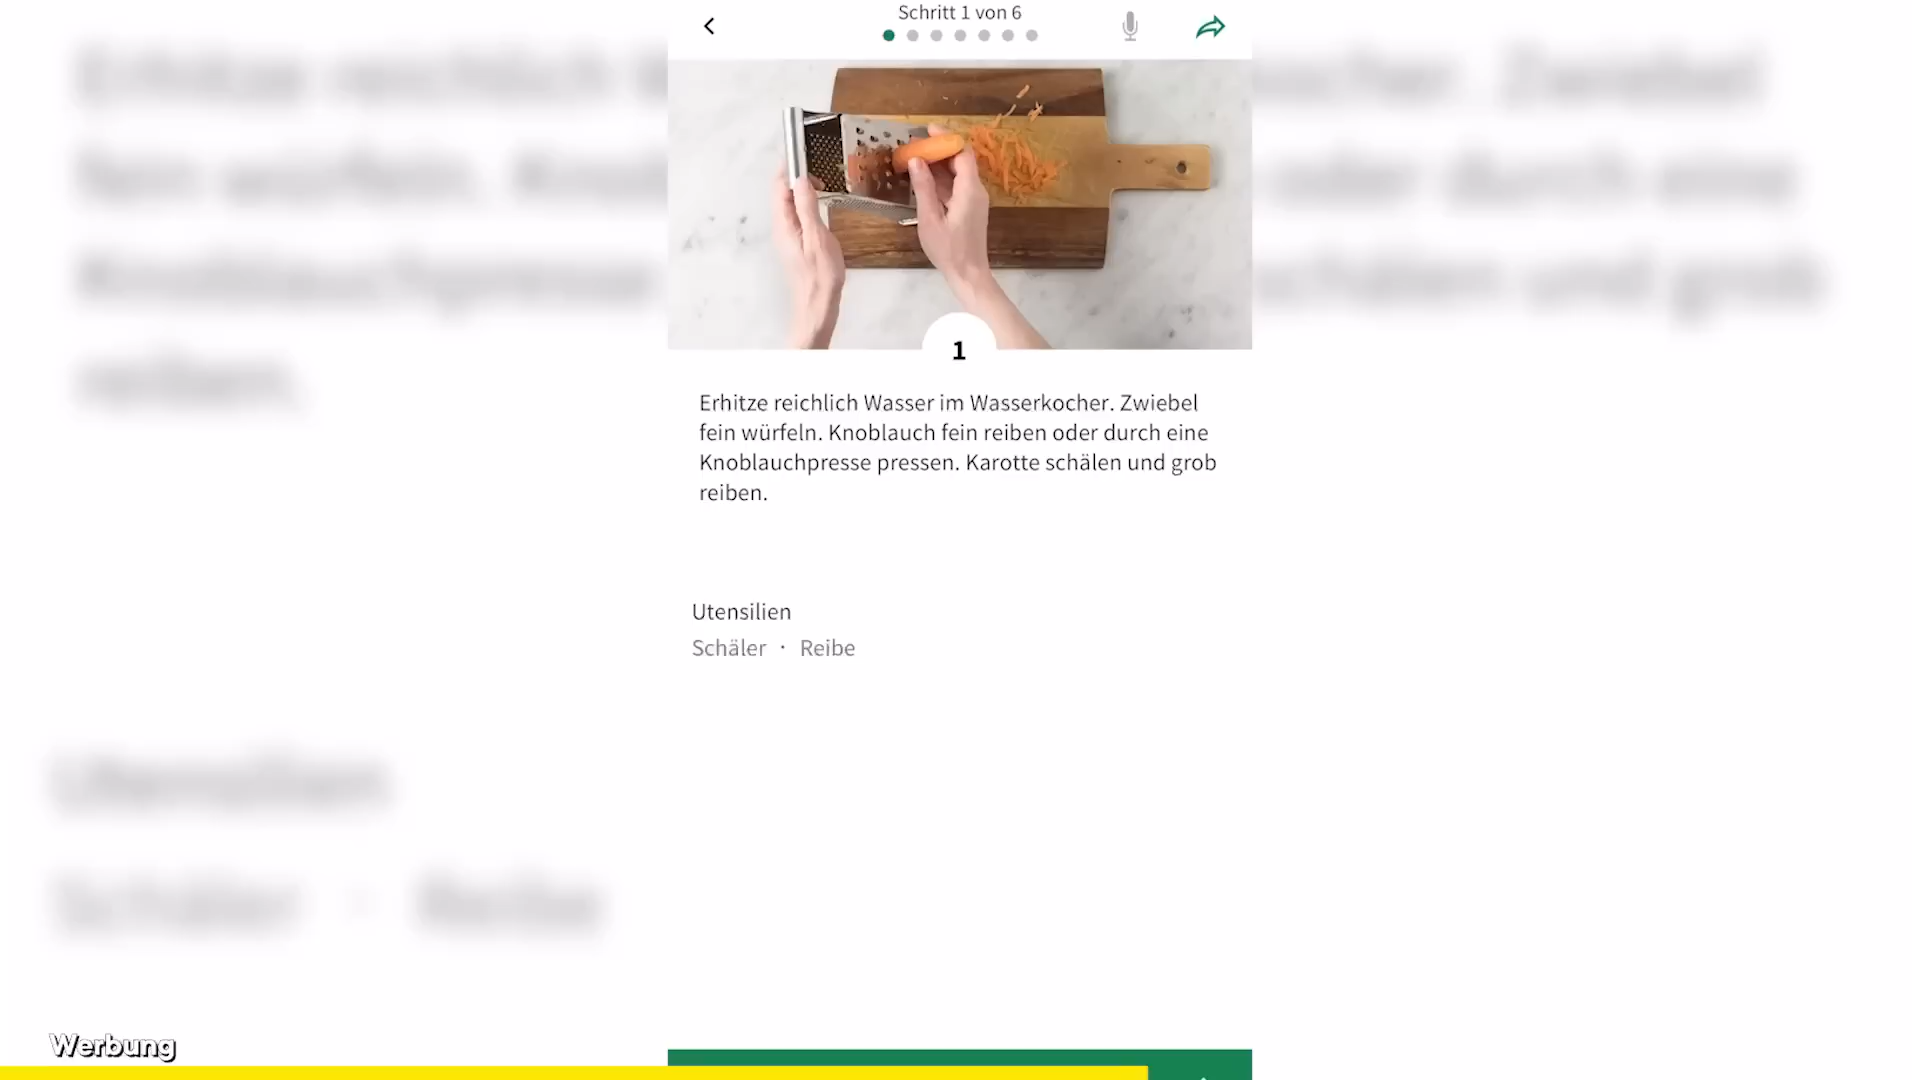 Schritt 1 von 6
1
Erhitze reichlich Wasser im Wasserkocher. Zwiebel
fein würfeln. Knoblauch fein reiben oder durch eine
Knoblauchpresse pressen. Karotte schälen und grob
reiben.
Utensilien
Schäler · Reibe
Werbung